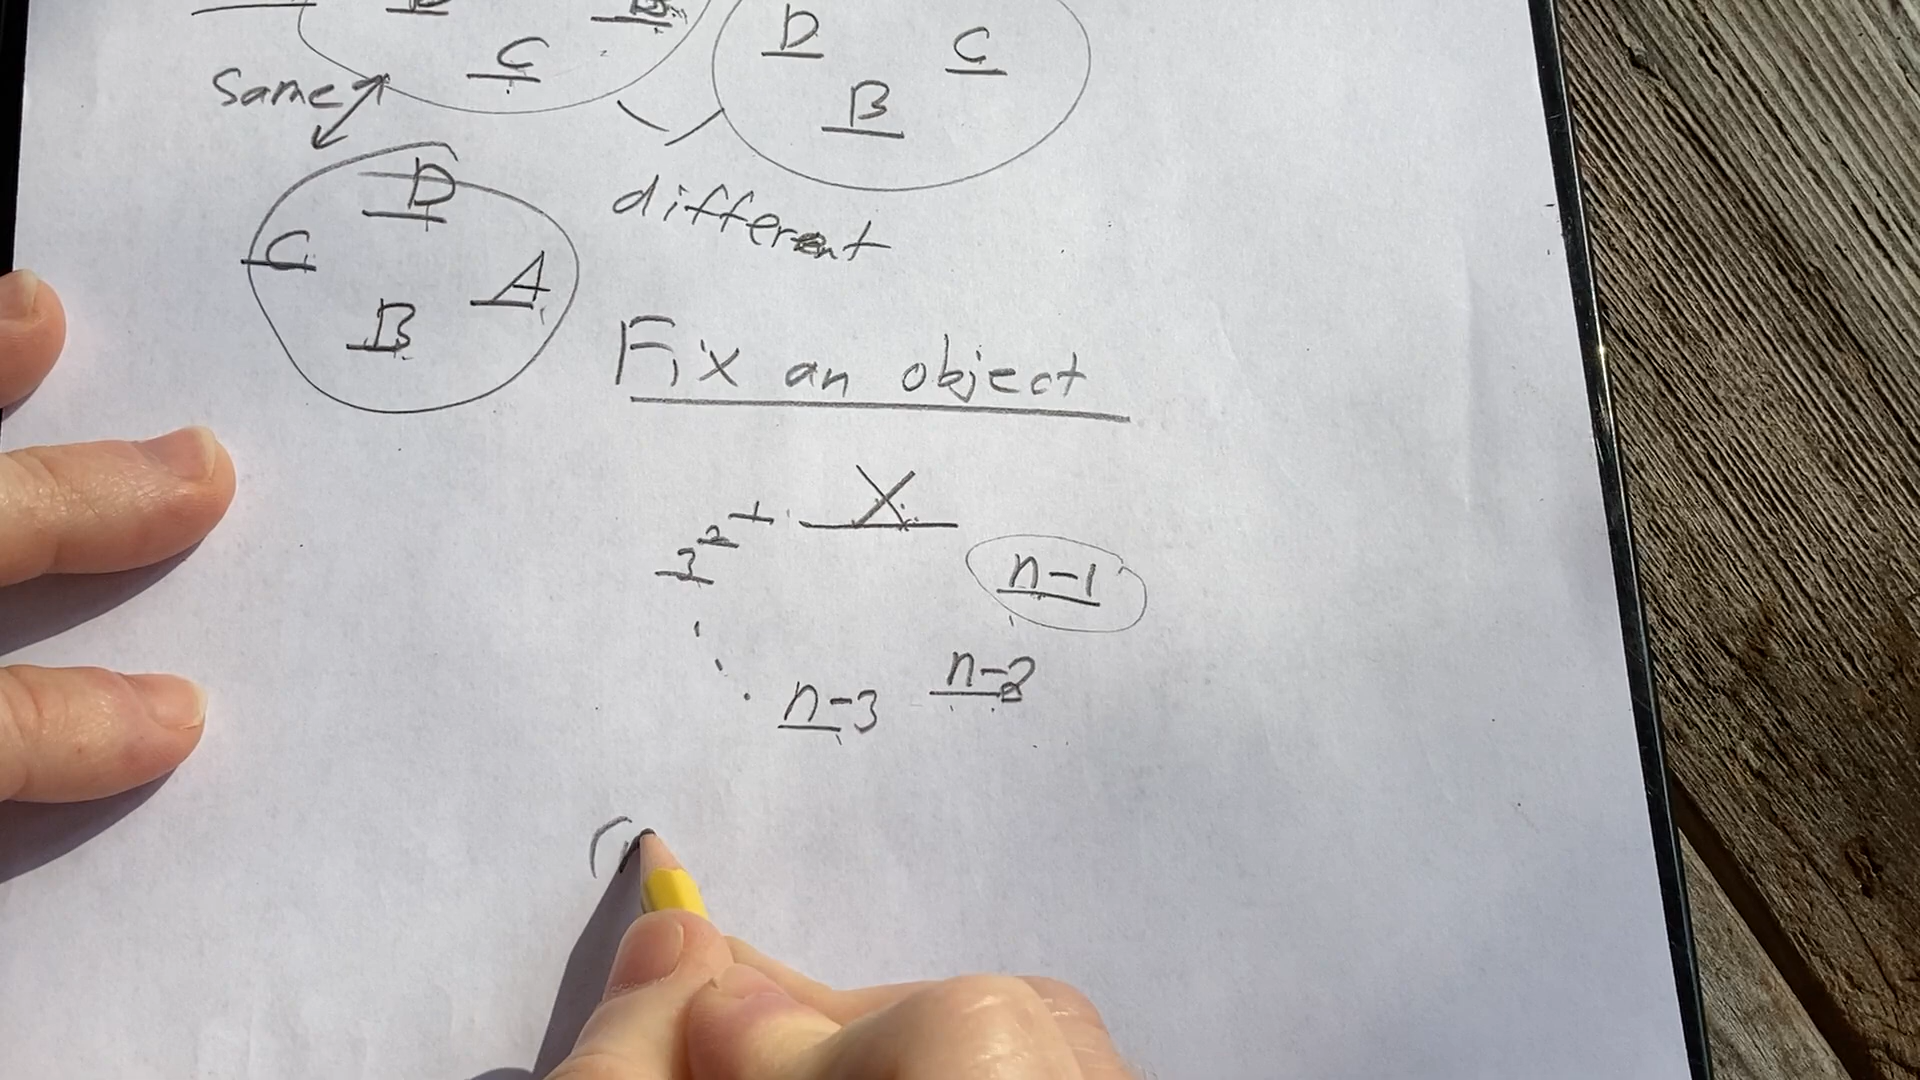 C
D C
B
Same
D
C
A
B
different
Fix an object
X
1
2
3
n-1
n-2
n-3
(n